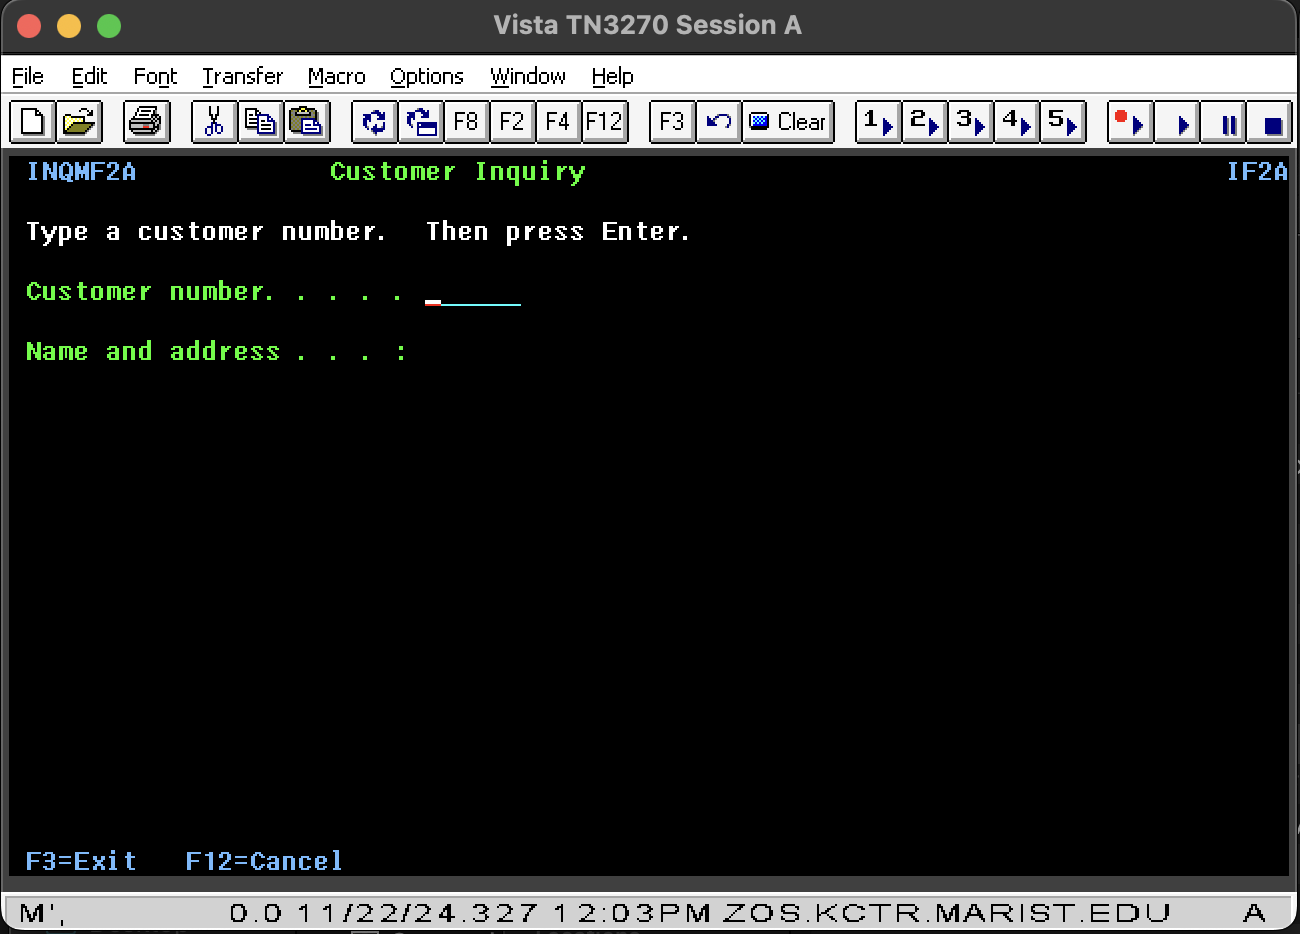 Vista TN3270 Session A
File Edit Font Transfer Macro Options Window Help
F8 F2 F4 F12 F3 Clear 1 2 3 4 5
INQMF2A Customer Inquiry IF2A
Type a customer number. Then press Enter.
Customer number. . . . .
Name and address . . . :
F3=Exit F12=Cancel
M', 0.0 11/22/24.327 12:03PM ZOS.KCTR.MARIST.EDU A